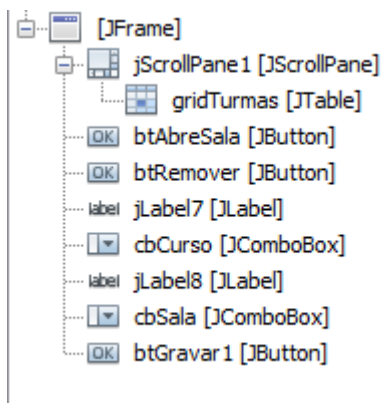 [JFrame]
jScrollPane1 [JScrollPane]
gridTurmas [JTable]
OK btAbreSala [JButton]
OK btRemover [JButton]
label jLabel7 [JLabel]
cbCurso [JComboBox]
label jLabel8 [JLabel]
cbSala [JComboBox]
OK btGravar1 [JButton]